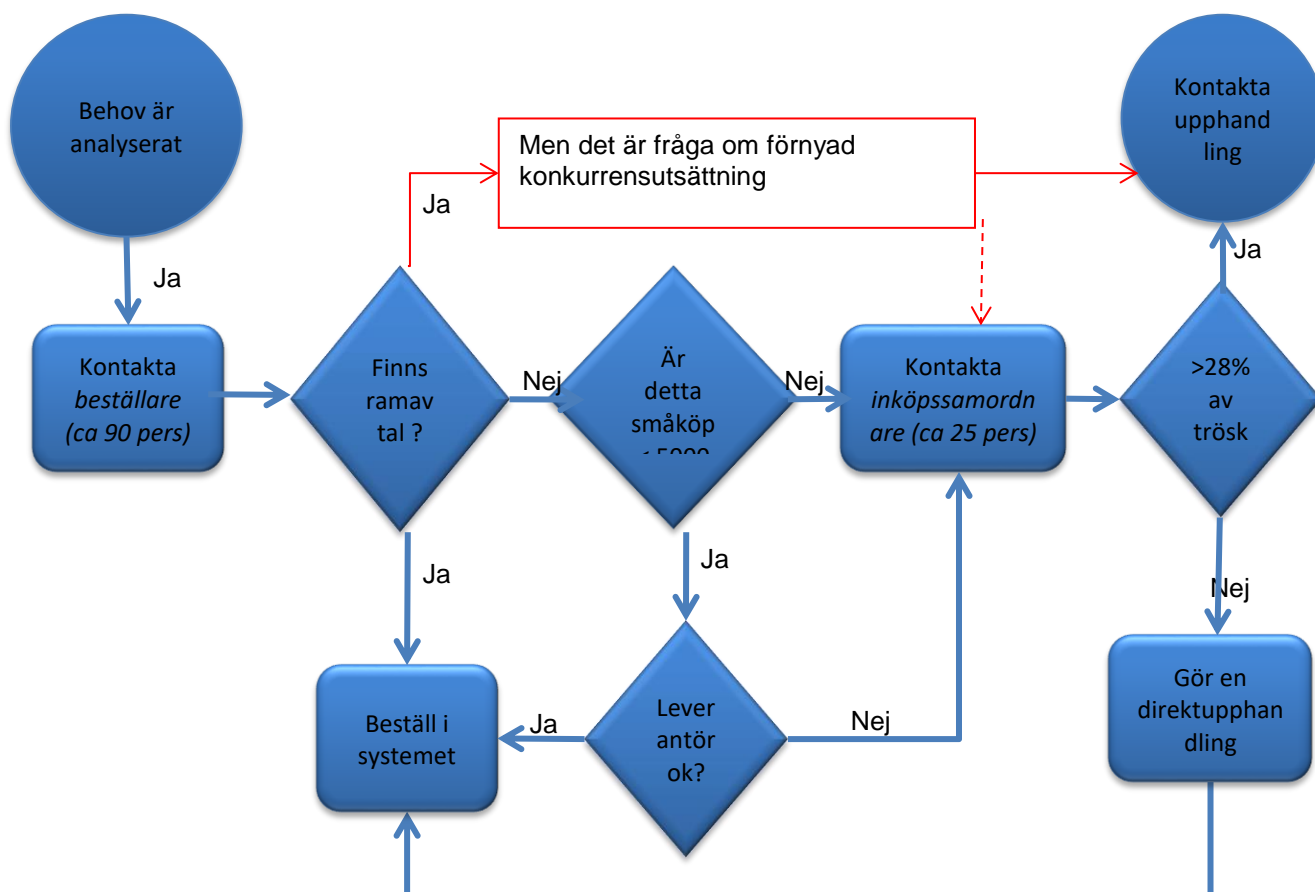 Behov är
analyserat
Ja
Kontakta
beställare
(ca 90 pers)
Finns
ramav
tal ?
Ja
Men det är fråga om förnyad
konkurrensutsättning
Nej
Är
detta
småköp
< 5000
Nej
Kontakta
inköpssamordn
are (ca 25 pers)
>28%
av
trösk
Ja
Kontakta
upphand
ling
Ja
Ja
Nej
Beställ i
systemet
Ja
Lever
antör
ok?
Nej
Gör en
direktupphan
dling